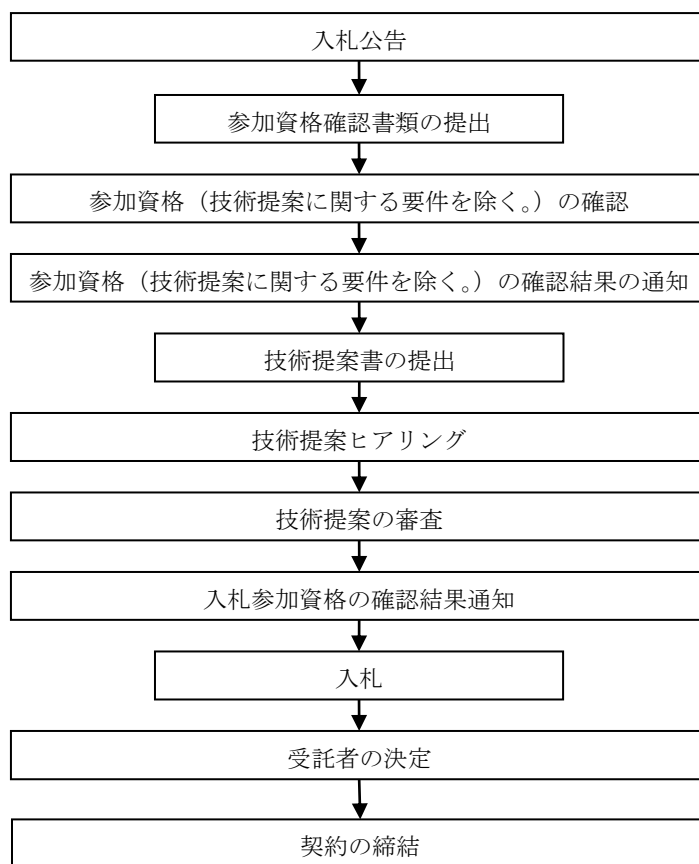 入札公告
参加資格確認書類の提出
参加資格（技術提案に関する要件を除く。）の確認
参加資格（技術提案に関する要件を除く。）の確認結果の通知
技術提案書の提出
技術提案ヒアリング
技術提案の審査
入札参加資格の確認結果通知
入札
受託者の決定
契約の締結